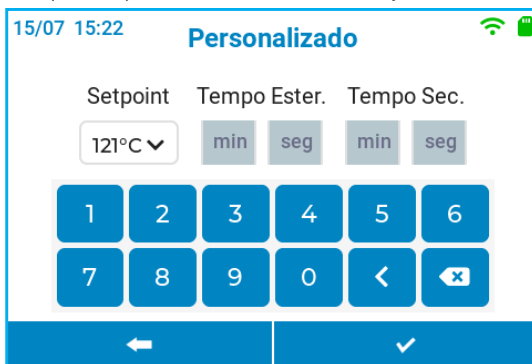 15/07 15:22
Personalizado
Setpoint Tempo Ester. Tempo Sec.
121°C min seg min seg
1 2 3 4 5 6
7 8 9 0